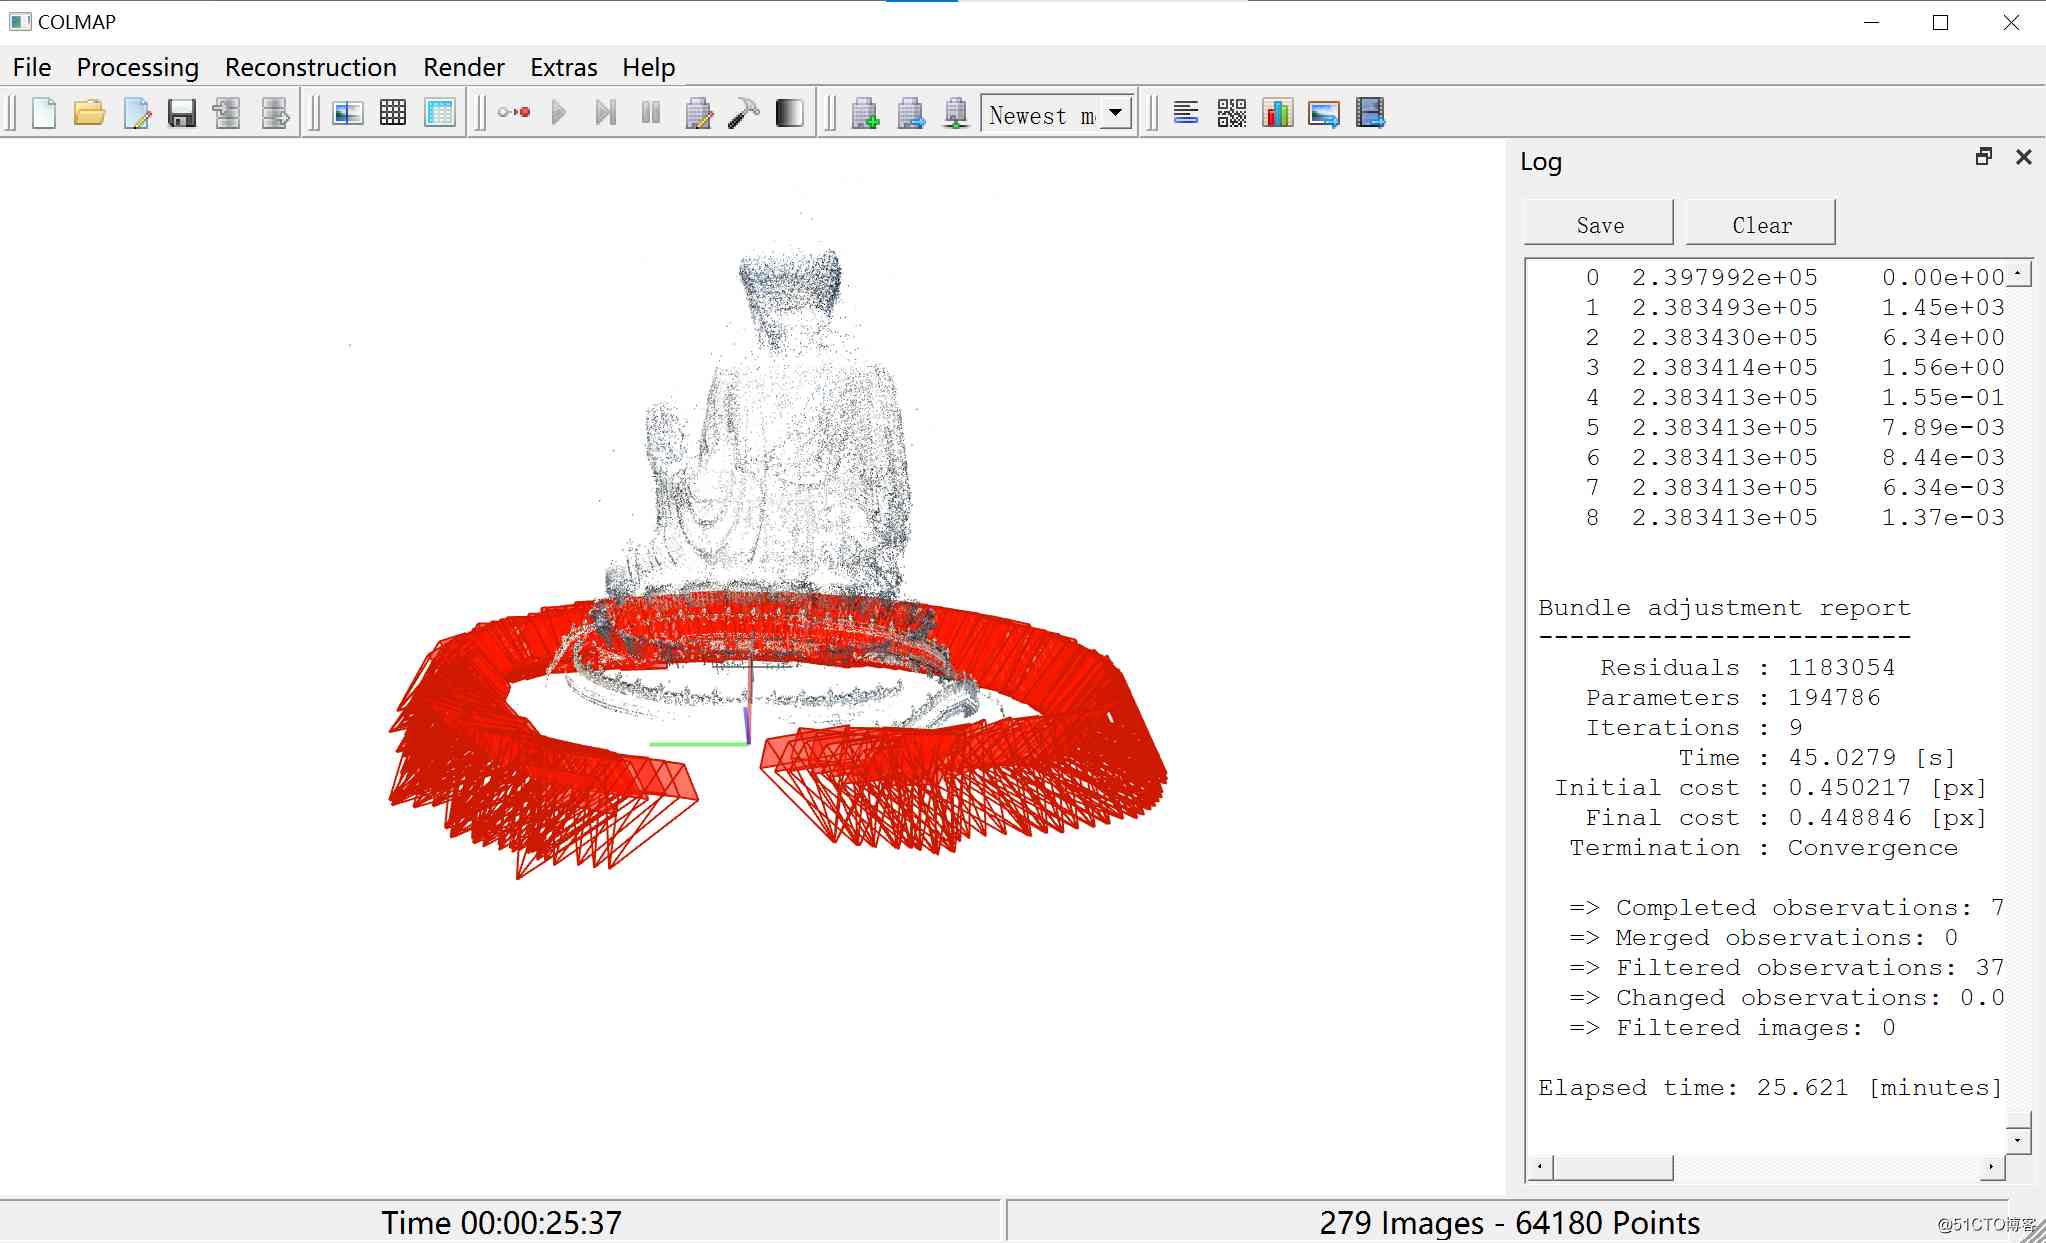 COLMAP
File Processing Reconstruction Render Extras Help
Newest m
Log
Save Clear
0 2.397992e+05 0.00e+00
1 2.383493e+05 1.45e+03
2 2.383430e+05 6.34e+00
3 2.383414e+05 1.56e+00
4 2.383413e+05 1.55e-01
5 2.383413e+05 7.89e-03
6 2.383413e+05 8.44e-03
7 2.383413e+05 6.34e-03
8 2.383413e+05 1.37e-03
Bundle adjustment report
------------------------
Residuals : 1183054
Parameters : 194786
Iterations : 9
Time : 45.0279 [s]
Initial cost : 0.450217 [px]
Final cost : 0.448846 [px]
Termination : Convergence
=> Completed observations: 7
=> Merged observations: 0
=> Filtered observations: 37
=> Changed observations: 0.0
=> Filtered images: 0
Elapsed time: 25.621 [minutes]
Time 00:00:25:37
279 Images - 64180 Points
@51CTO博客